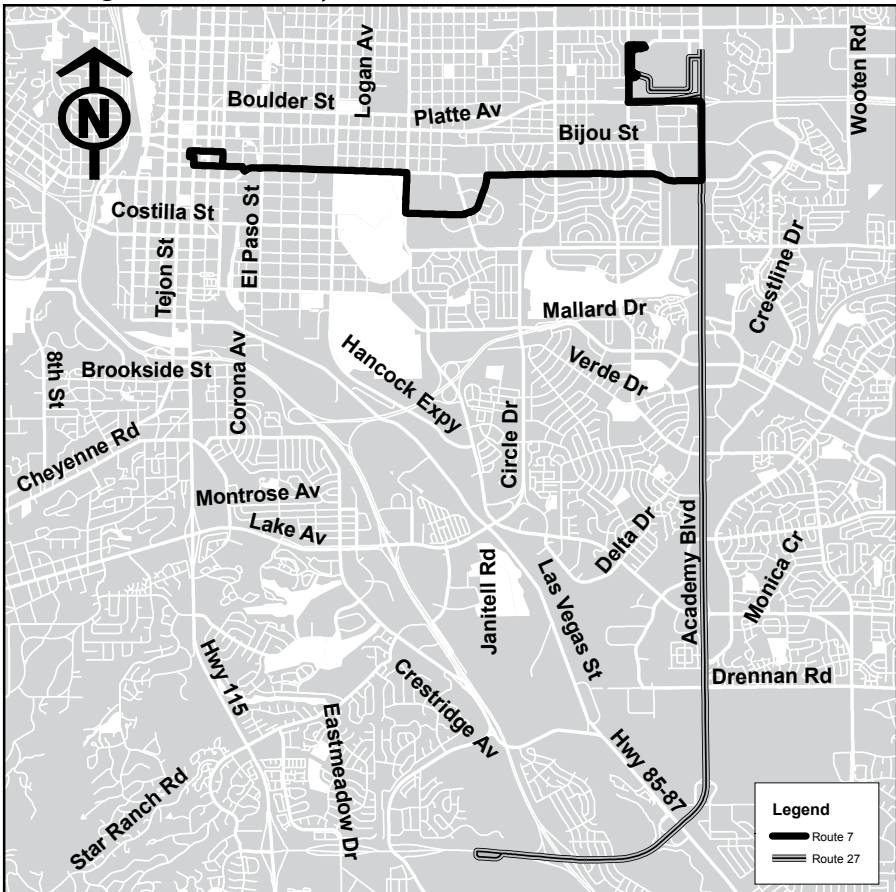 Logan Av
Wooten Rd
Boulder St
Platte Av
N
Bijou St
Costilla St
El Paso St
Tejon St
Crestline Dr
Mallard Dr
Hancock Expy
Verde Dr
8th St
Brookside St
Corona Av
Cheyenne Rd
Circle Dr
Montrose Av
Lake Av
Delta Dr
Academy Blvd
Monica Cr
Janitell Rd
Las Vegas St
Hwy 115
Crestridge Av
Drennan Rd
Eastmeadow Dr
Hwy 85-87
Star Ranch Rd
Legend
Route 7
Route 27